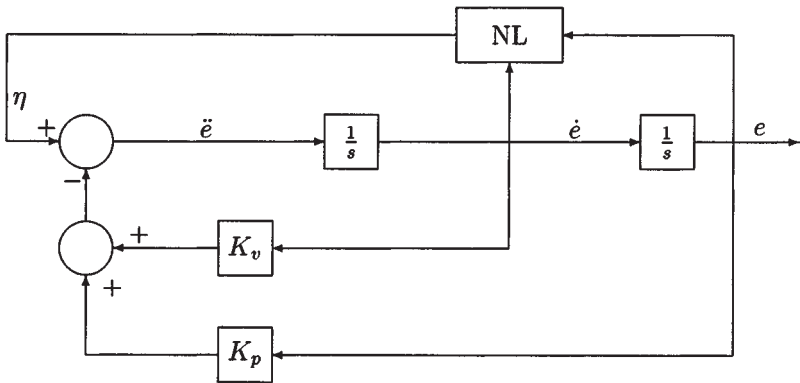 NL
η
+
ë
1/s
ė
1/s
e
−
+
K_v
+
K_p